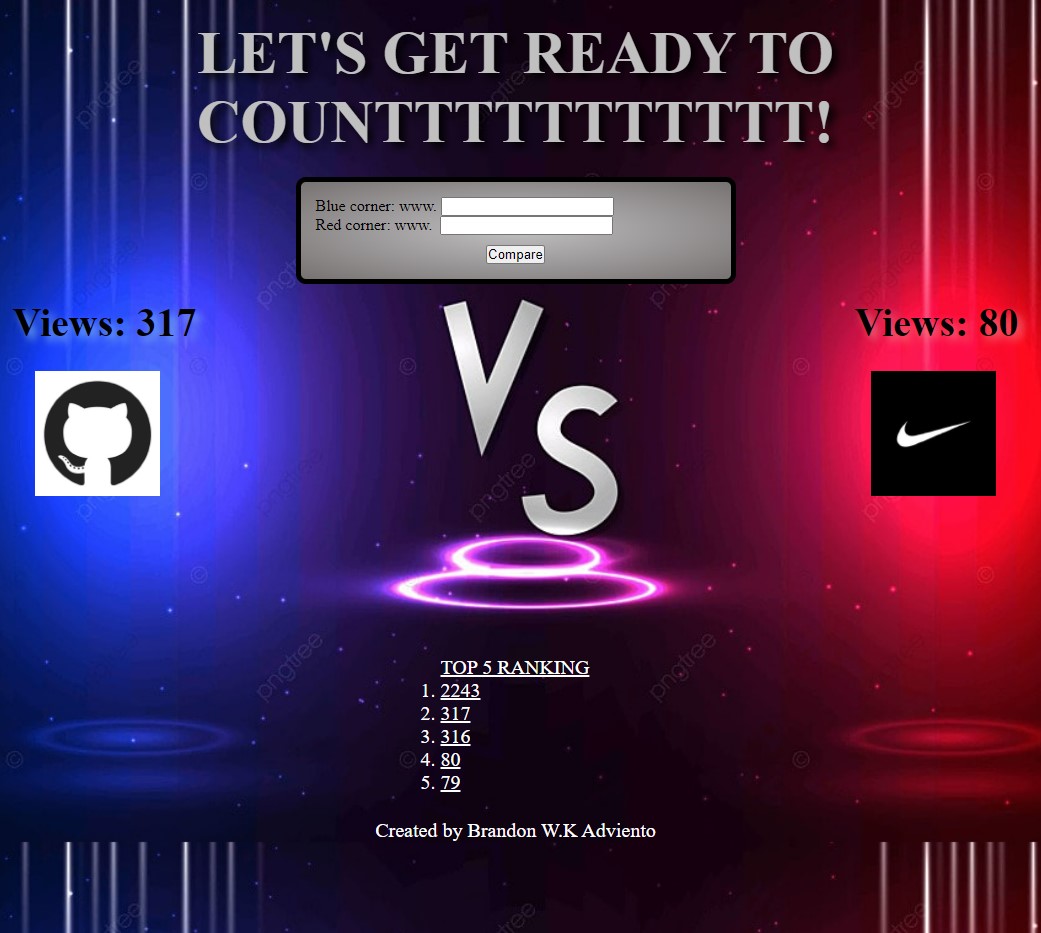 LET'S GET READY TO
COUNTTTTTTTTTTTT!
Blue corner: www.
Red corner: www.
Compare
Views: 317
Views: 80
VS
TOP 5 RANKING
1. 2243
2. 317
3. 316
4. 80
5. 79
Created by Brandon W.K Adviento
pngtree